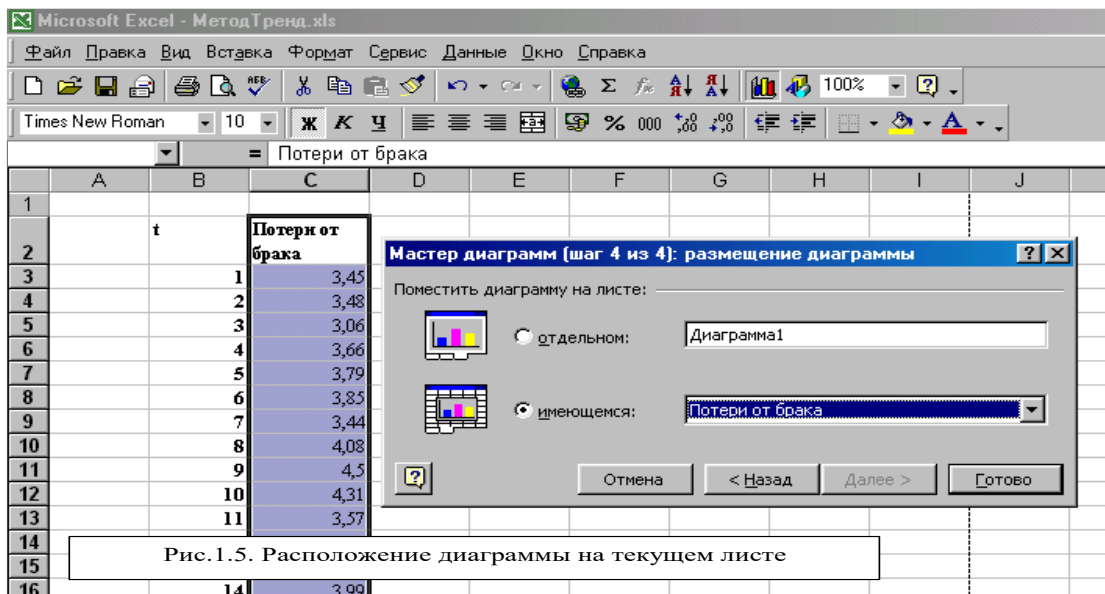 Microsoft Excel - МетодТренд.xls
Файл Правка Вид Вставка Формат Сервис Данные Окно Справка
100%
Times New Roman 10 Ж К Ч % 000
= Потери от брака
A B C D E F G H I J
1
2 t Потери от
брака
3 1 3,45
4 2 3,48
5 3 3,06
6 4 3,66
7 5 3,79
8 6 3,85
9 7 3,44
10 8 4,08
11 9 4,5
12 10 4,31
13 11 3,57
14
15
16 14 3,99
Мастер диаграмм (шаг 4 из 4): размещение диаграммы
Поместить диаграмму на листе:
отдельном: Диаграмма1
имеющемся: Потери от брака
Отмена < Назад Далее > Готово
Рис.1.5. Расположение диаграммы на текущем листе